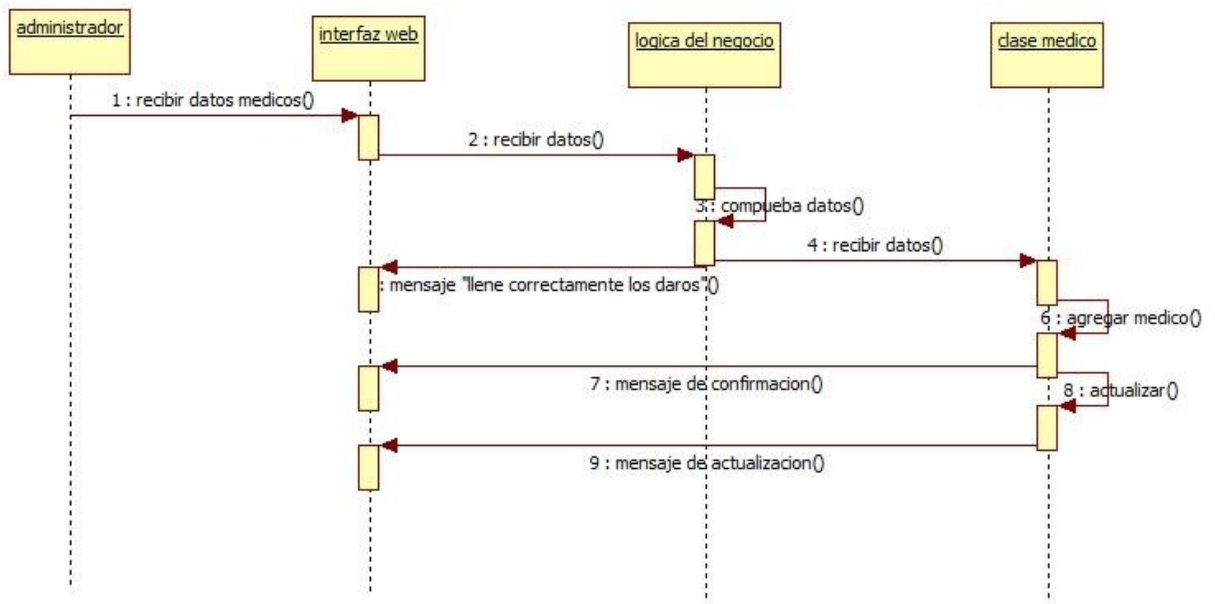 administrador
interfaz web
logica del negocio
clase medico
1 : recibir datos medicos()
2 : recibir datos()
3 : compueba datos()
4 : recibir datos()
: mensaje "llene correctamente los daros"()
6 : agregar medico()
7 : mensaje de confirmacion()
8 : actualizar()
9 : mensaje de actualizacion()